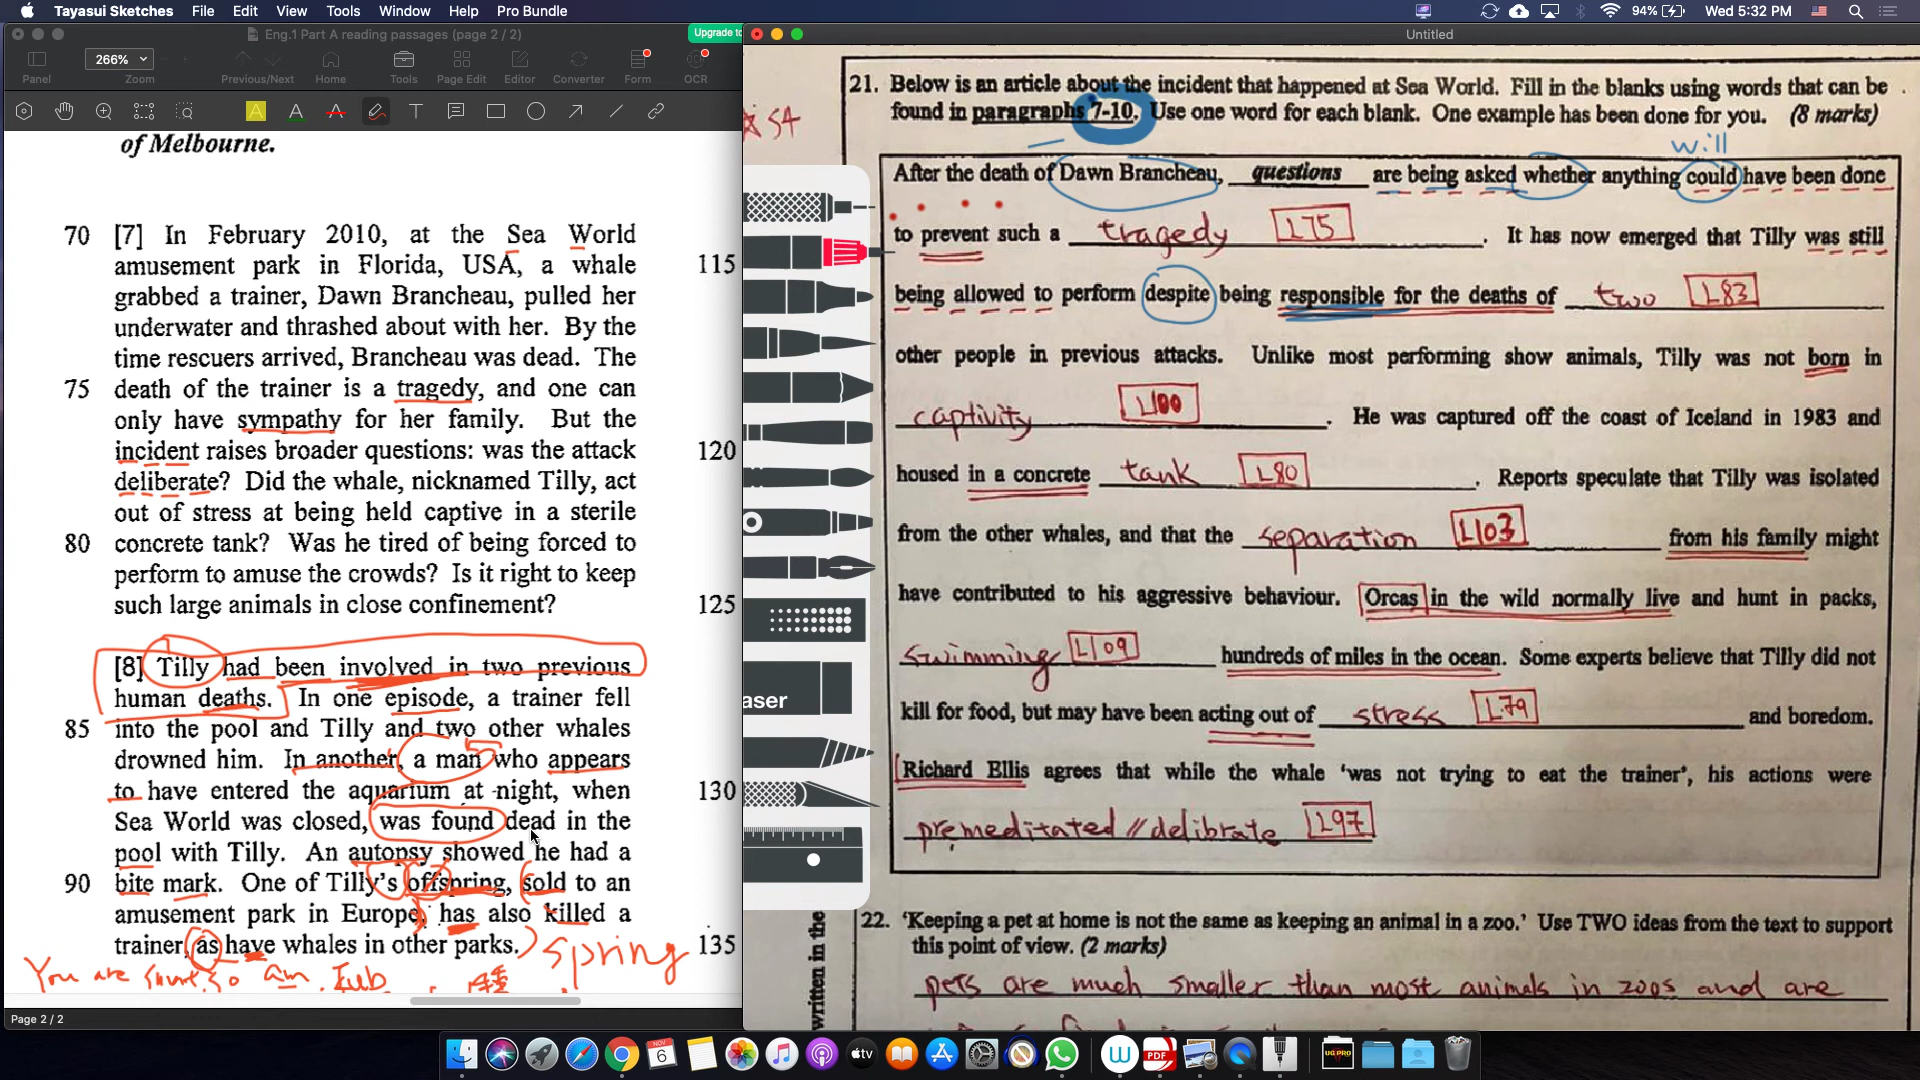 Tayasui Sketches File Edit View Tools Window Help Pro Bundle 94% Wed 5:32 PM
Eng.1 Part A reading passages (page 2 / 2)
Upgrade to
Untitled
266%
Panel Zoom Previous/Next Home Tools Page Edit Editor Converter Form OCR
of Melbourne.
70 [7] In February 2010, at the Sea World
amusement park in Florida, USA, a whale
grabbed a trainer, Dawn Brancheau, pulled her
underwater and thrashed about with her. By the
time rescuers arrived, Brancheau was dead. The
75 death of the trainer is a tragedy, and one can
only have sympathy for her family. But the
incident raises broader questions: was the attack
deliberate? Did the whale, nicknamed Tilly, act
out of stress at being held captive in a sterile
80 concrete tank? Was he tired of being forced to
perform to amuse the crowds? Is it right to keep
such large animals in close confinement?
[8] Tilly had been involved in two previous
human deaths. In one episode, a trainer fell
85 into the pool and Tilly and two other whales
drowned him. In another, a man who appears
to have entered the aquarium at night, when
Sea World was closed, was found dead in the
pool with Tilly. An autopsy showed he had a
90 bite mark. One of Tilly's offspring, sold to an
amusement park in Europe, has also killed a
trainer, as have whales in other parks.
spring
You are so am I
115
120
125
130
135
Page 2 / 2
aser
54
21. Below is an article about the incident that happened at Sea World. Fill in the blanks using words that can be
found in paragraphs 7-10. Use one word for each blank. One example has been done for you. (8 marks)
will
After the death of Dawn Brancheau, questions are being asked whether anything could have been done
to prevent such a tragedy L75 . It has now emerged that Tilly was still
being allowed to perform despite being responsible for the deaths of two L83
other people in previous attacks. Unlike most performing show animals, Tilly was not born in
captivity L100 . He was captured off the coast of Iceland in 1983 and
housed in a concrete tank L80 . Reports speculate that Tilly was isolated
from the other whales, and that the separation L103 from his family might
have contributed to his aggressive behaviour. Orcas in the wild normally live and hunt in packs,
swimming L109 hundreds of miles in the ocean. Some experts believe that Tilly did not
kill for food, but may have been acting out of stress L79 and boredom.
Richard Ellis agrees that while the whale 'was not trying to eat the trainer', his actions were
premeditated // delibrate L97
written in the
22. 'Keeping a pet at home is not the same as keeping an animal in a zoo.' Use TWO ideas from the text to support
this point of view. (2 marks)
pets are much smaller than most animals in zoos and are
NOV 6
tv
PDF
UG PRO